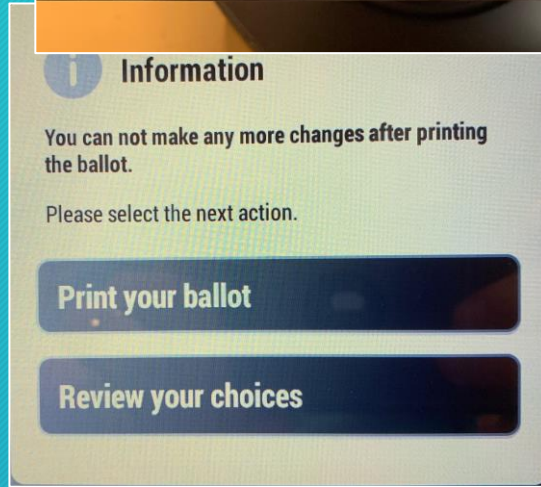 Information
You can not make any more changes after printing
the ballot.
Please select the next action.
Print your ballot
Review your choices